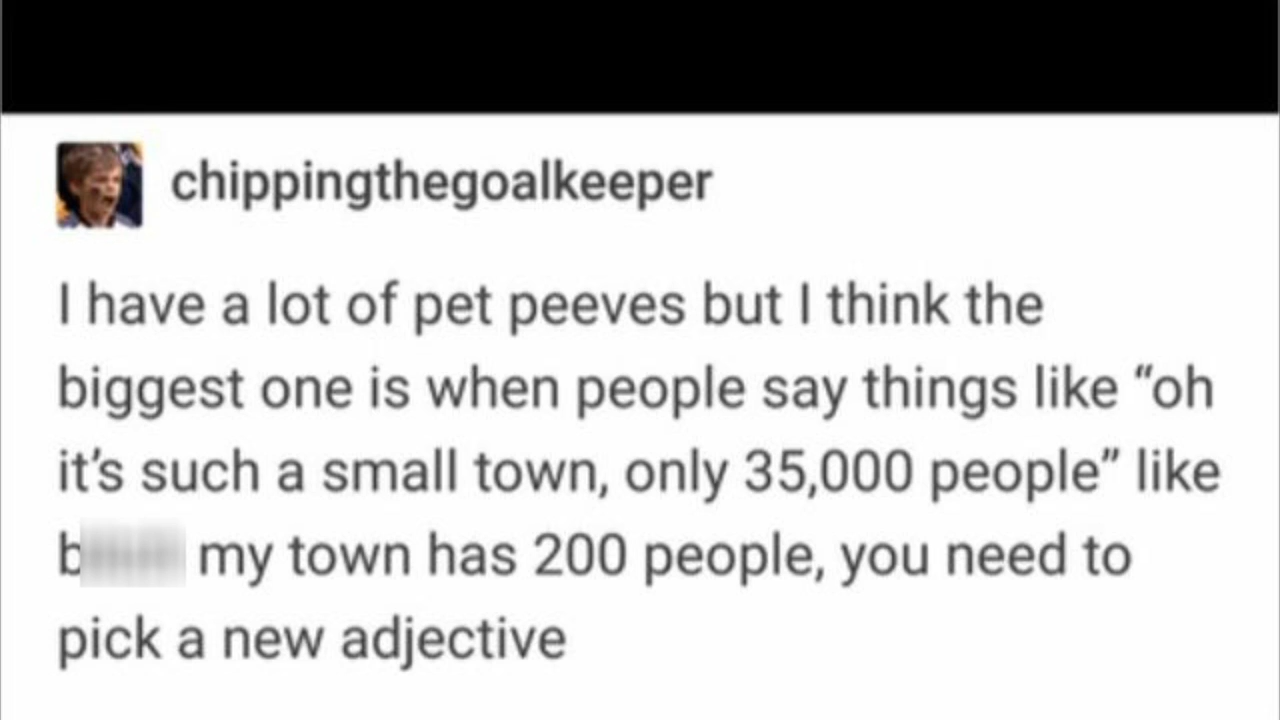 chippingthegoalkeeper
I have a lot of pet peeves but I think the
biggest one is when people say things like “oh
it’s such a small town, only 35,000 people” like
b my town has 200 people, you need to
pick a new adjective